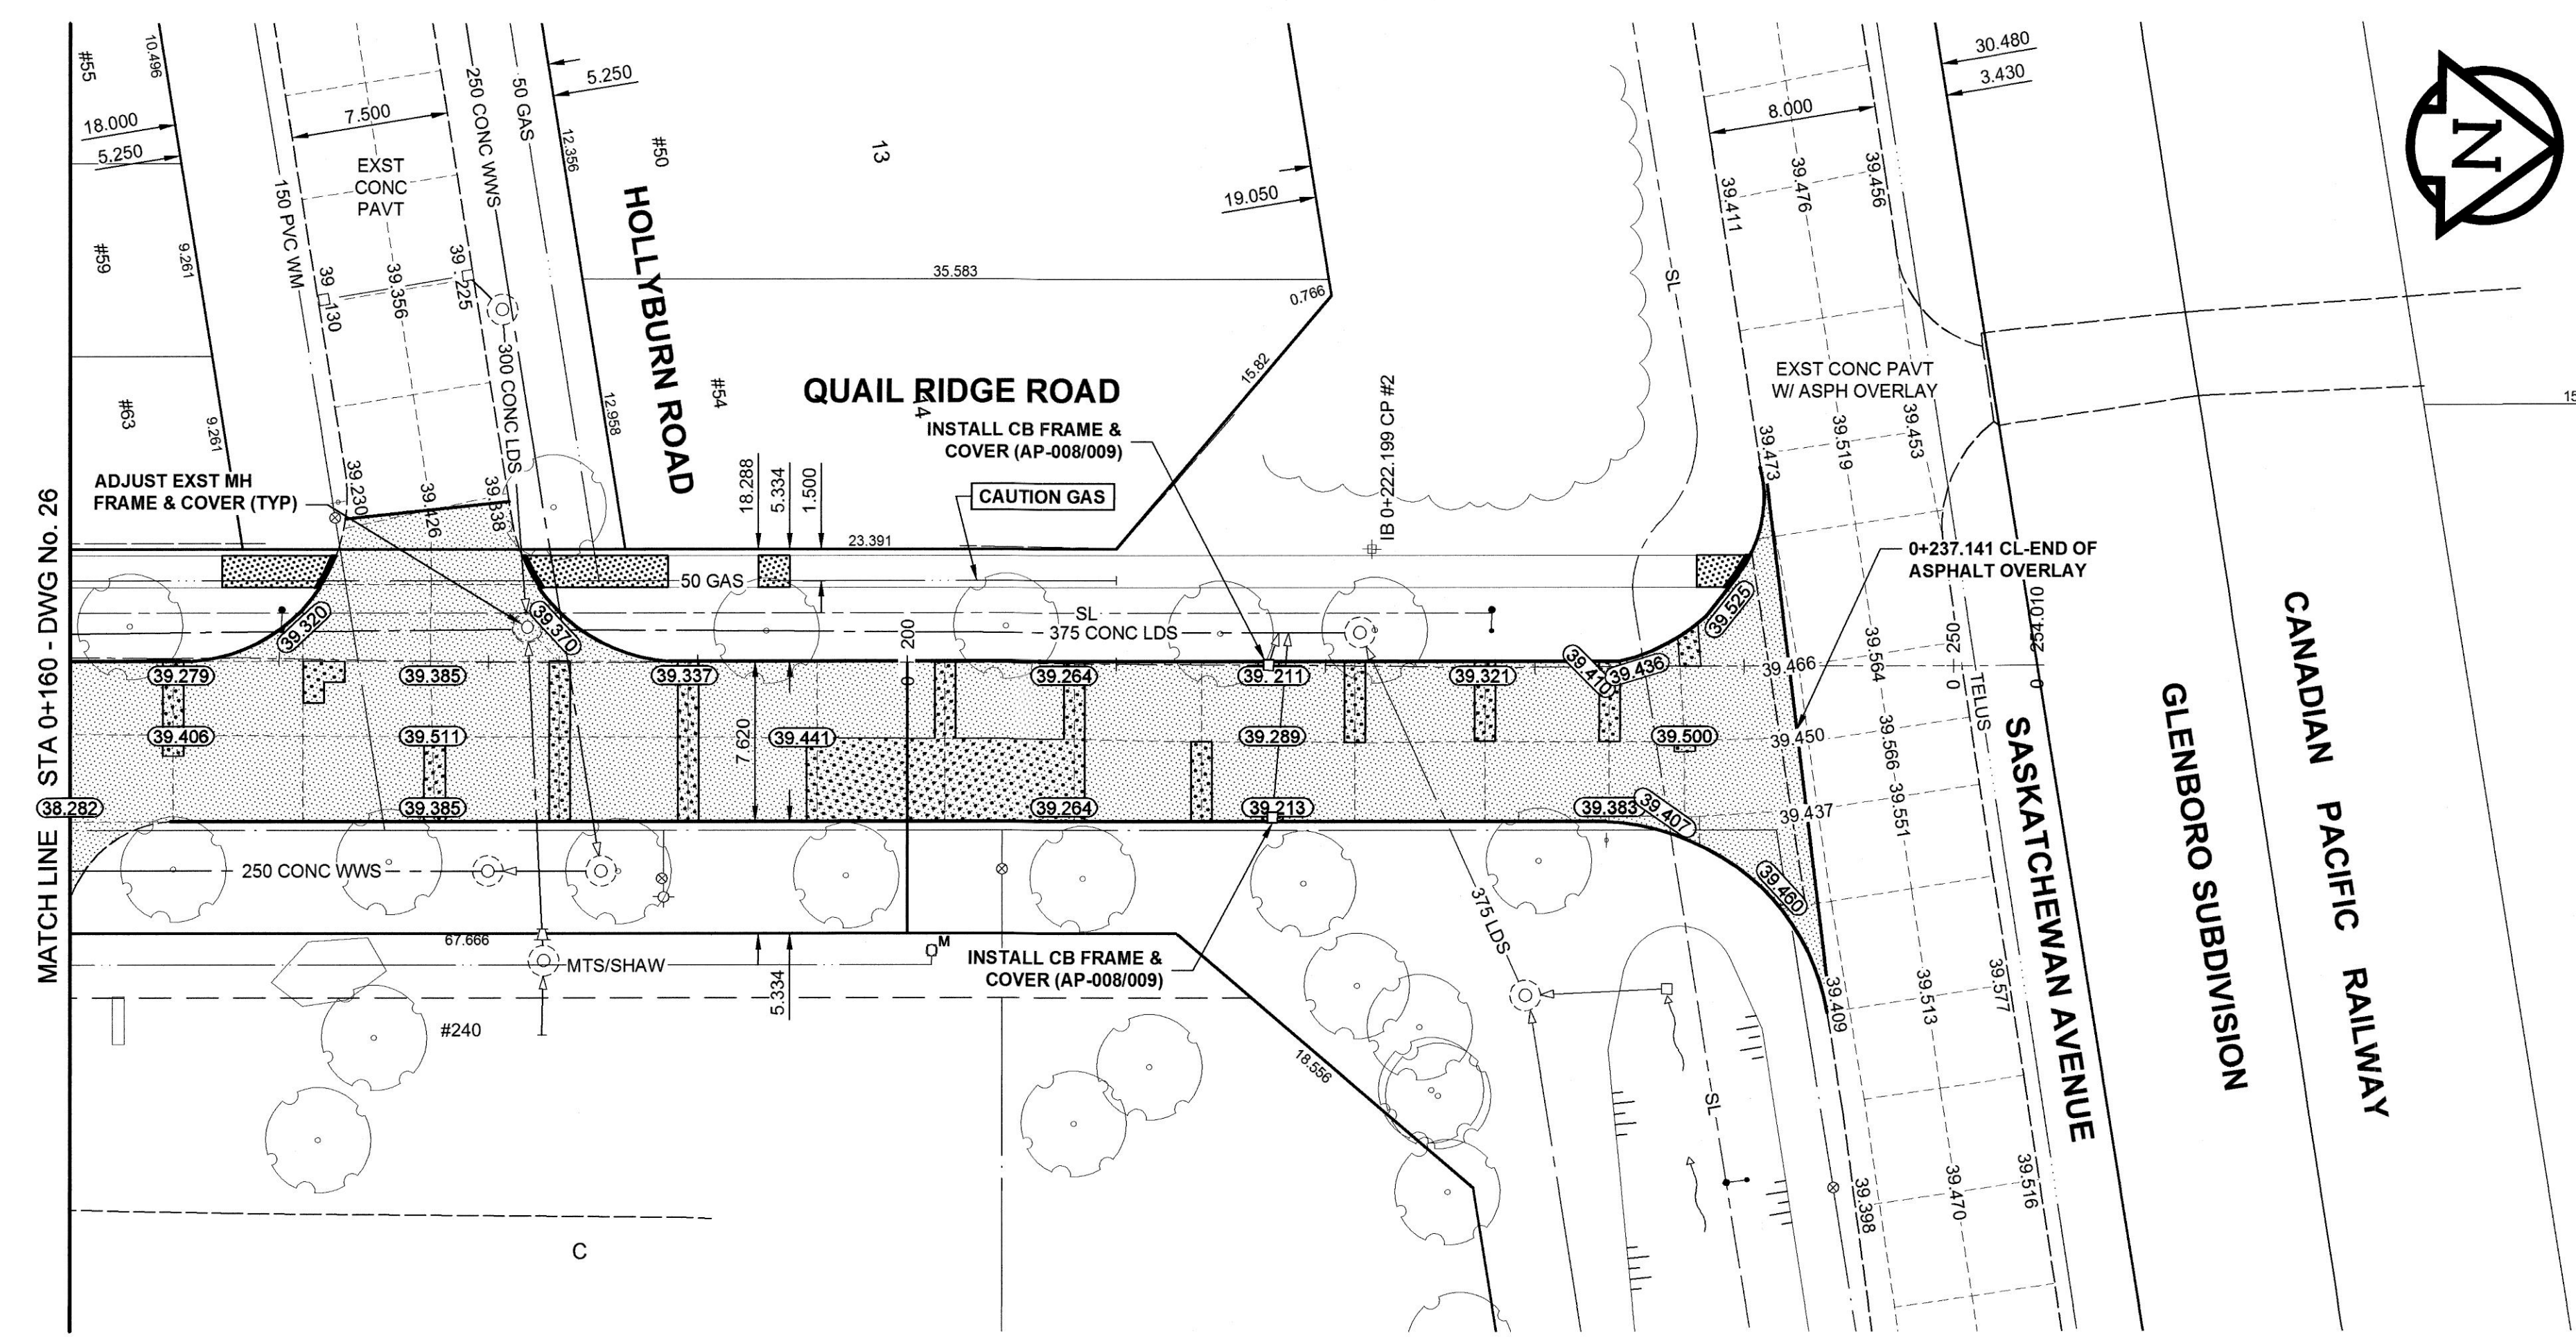 #55
10.496
18.000
5.250
7.500
EXST
CONC
PAVT
150 PVC WM
250 CONC WWS
50 GAS
5.250
12.356
#50
13
HOLLYBURN ROAD
19.050
35.583
0.766
15.82
SL
8.000
39.411
39.476
39.456
30.480
3.430
N
#59
9.261
39.130
39.356
39.225
300 CONC LDS
#63
9.261
12.958
#54
QUAIL RIDGE ROAD
INSTALL CB FRAME &
COVER (AP-008/009)
IB 0+222.199 CP #2
EXST CONC PAVT
W/ ASPH OVERLAY
39.473
39.519
39.453
15
ADJUST EXST MH
FRAME & COVER (TYP)
39.230
39.426
39.338
18.288
5.334
1.500
CAUTION GAS
23.391
0+237.141 CL-END OF
ASPHALT OVERLAY
MATCH LINE STA 0+160 - DWG No. 26
50 GAS
SL
375 CONC LDS
39.320
39.370
200
0
39.525
250
0
254.010
0
39.279
39.385
39.337
39.264
39.211
39.321
39.410
39.436
39.466
39.564
TELUS
39.406
39.511
7.620
39.441
39.289
39.500
39.450
39.566
38.282
39.385
39.264
39.213
39.383
39.407
39.437
39.551
250 CONC WWS
39.460
67.666
MTS/SHAW
M
5.334
INSTALL CB FRAME &
COVER (AP-008/009)
375 LDS
39.409
39.513
39.577
#240
18.556
SL
39.398
39.470
39.516
C
SASKATCHEWAN AVENUE
GLENBORO SUBDIVISION
CANADIAN PACIFIC RAILWAY